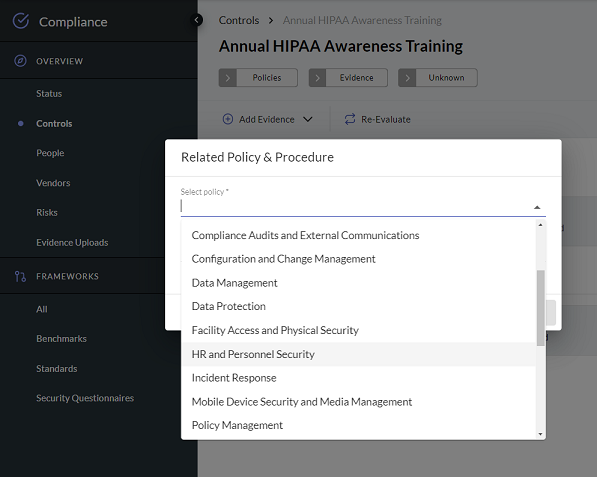 Compliance
OVERVIEW
Status
Controls
People
Vendors
Risks
Evidence Uploads
FRAMEWORKS
All
Benchmarks
Standards
Security Questionnaires
Controls > Annual HIPAA Awareness Training
Annual HIPAA Awareness Training
Policies
Evidence
Unknown
Add Evidence
Re-Evaluate
Related Policy & Procedure
Select policy *
Compliance Audits and External Communications
Configuration and Change Management
Data Management
Data Protection
Facility Access and Physical Security
HR and Personnel Security
Incident Response
Mobile Device Security and Media Management
Policy Management